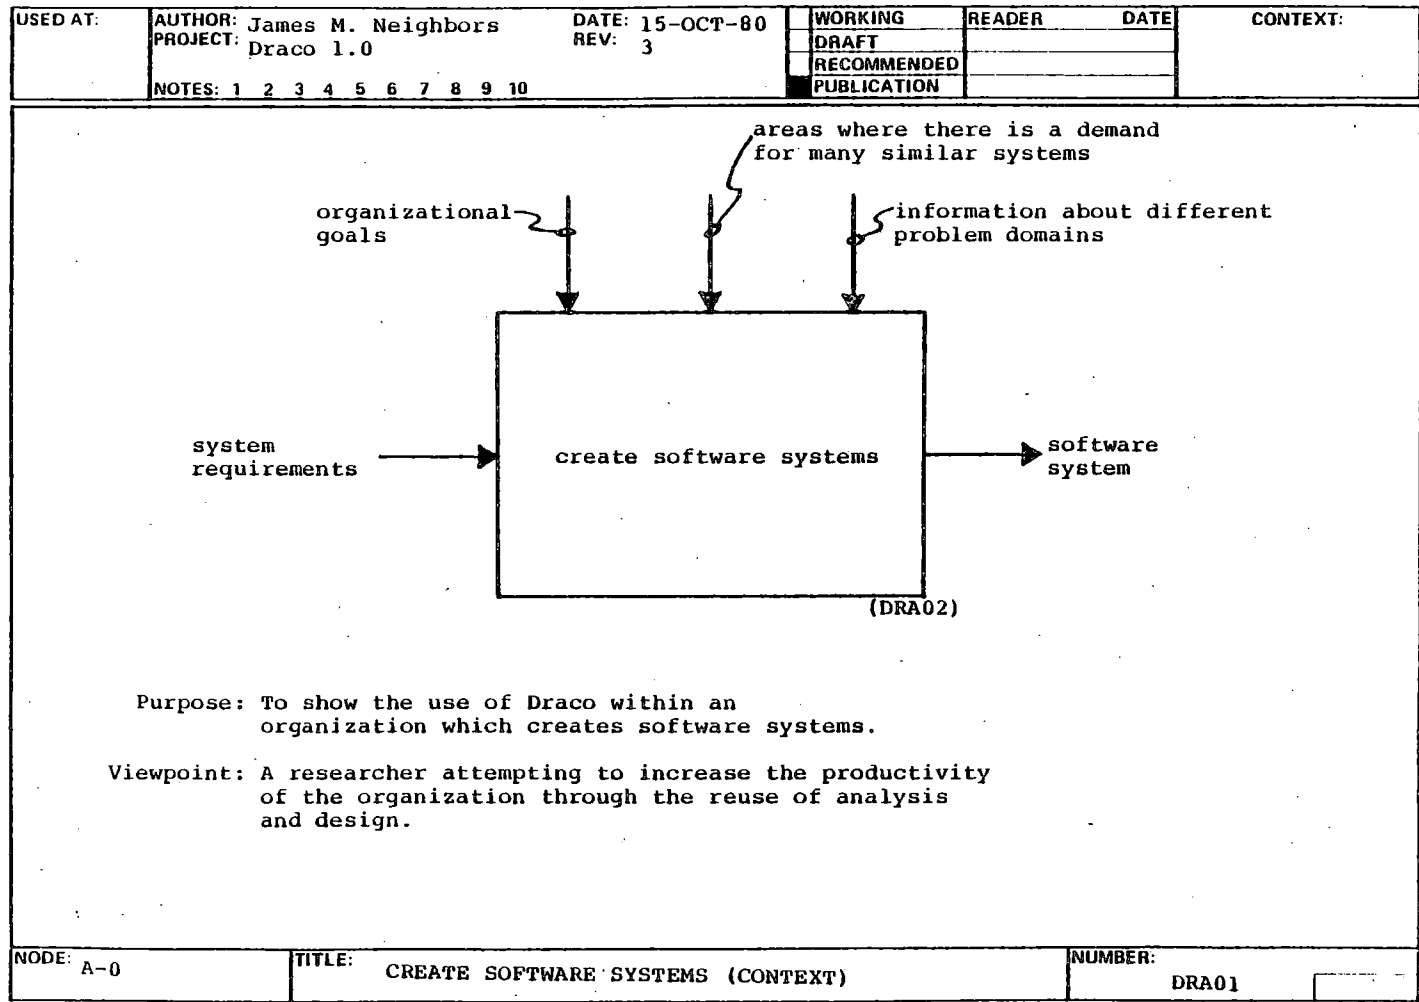 USED AT:
AUTHOR: James M. Neighbors
PROJECT: Draco 1.0
DATE: 15-OCT-80
REV: 3
NOTES: 1 2 3 4 5 6 7 8 9 10
WORKING
DRAFT
RECOMMENDED
PUBLICATION
READER DATE
CONTEXT:
areas where there is a demand
for many similar systems
organizational
goals
information about different
problem domains
system
requirements
create software systems
software
system
(DRA02)
Purpose: To show the use of Draco within an
organization which creates software systems.
Viewpoint: A researcher attempting to increase the productivity
of the organization through the reuse of analysis
and design.
NODE: A-0
TITLE: CREATE SOFTWARE SYSTEMS (CONTEXT)
NUMBER: DRA01